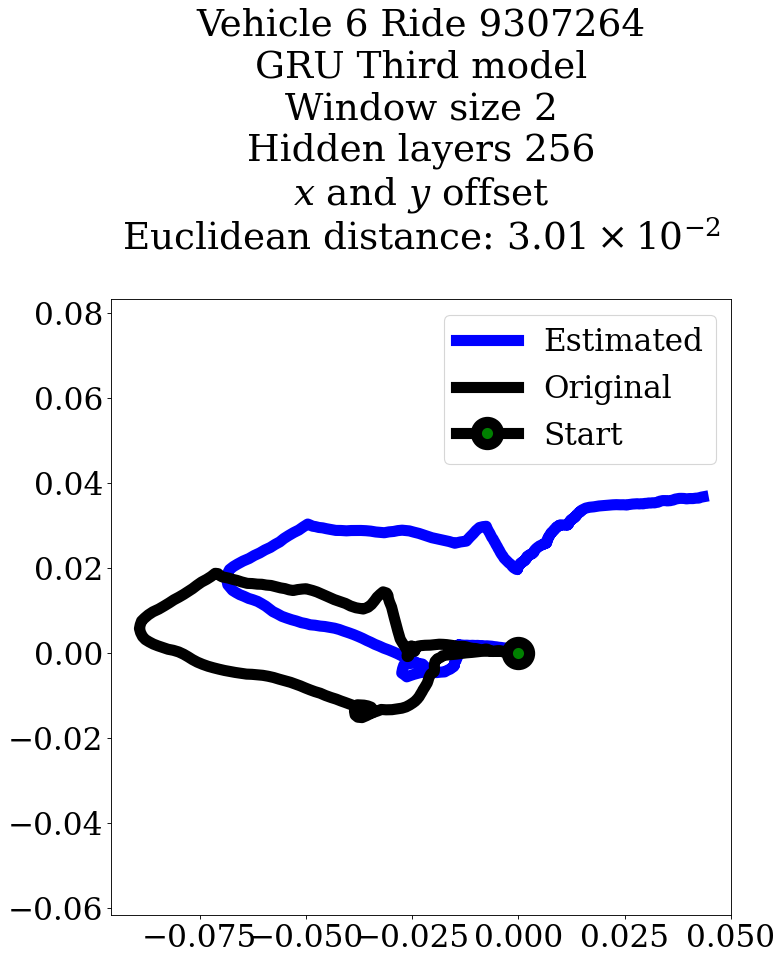 Vehicle 6 Ride 9307264
GRU Third model
Window size 2
Hidden layers 256
x and y offset
Euclidean distance: 3.01 × 10⁻²
Estimated
Original
Start
0.08
0.06
0.04
0.02
0.00
−0.02
−0.04
−0.06
−0.075 −0.050 −0.025 0.000 0.025 0.050